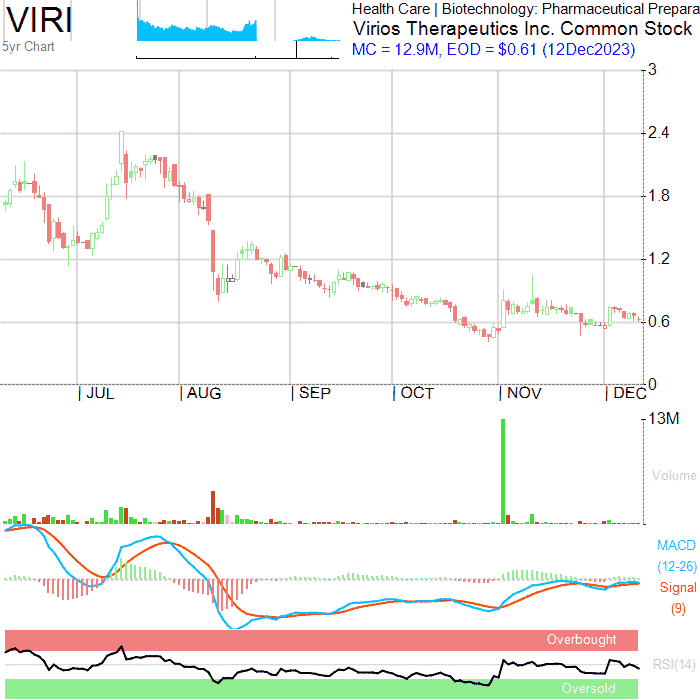 VIRI
5yr Chart
Health Care | Biotechnology: Pharmaceutical Prepara
Virios Therapeutics Inc. Common Stock
MC = 12.9M, EOD = $0.61 (12Dec2023)
3
2.4
1.8
1.2
0.6
0
| JUL | AUG | SEP | OCT | NOV | DEC
13M
Volume
MACD
(12-26)
Signal
(9)
Overbought
RSI(14)
Oversold